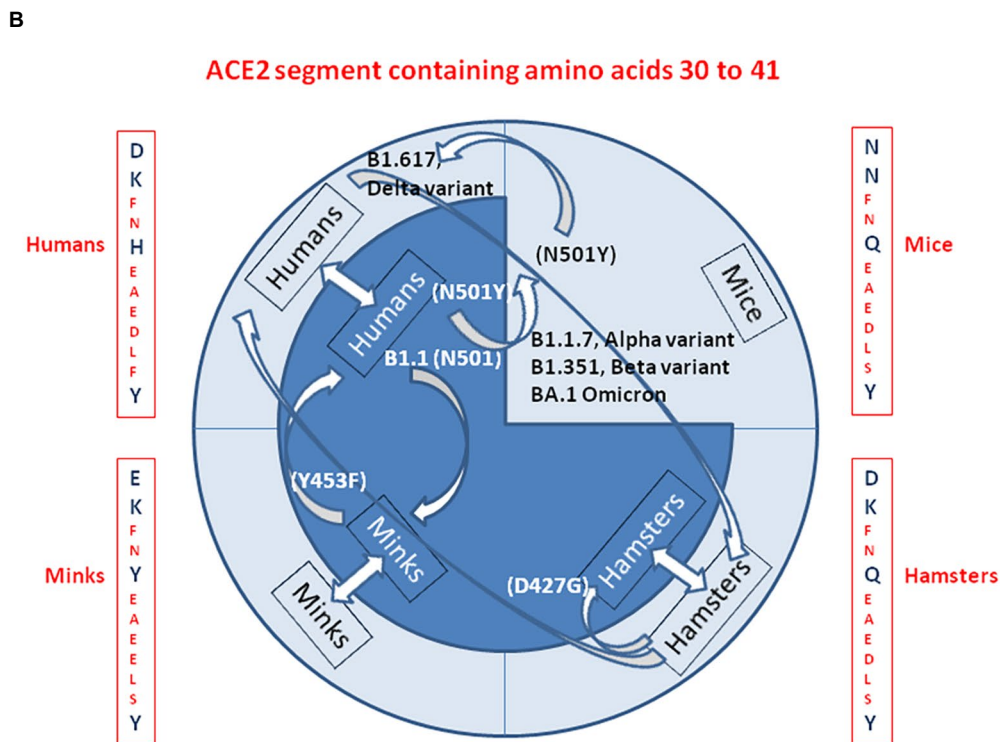 B
ACE2 segment containing amino acids 30 to 41
Humans
D
K
F
N
H
E
A
E
D
L
F
Y
N
N
F
N
Q
E
A
E
D
L
S
Y
Mice
B1.617,
Delta variant
Humans
Humans
(N501Y)
(N501Y)
Mice
B1.1 (N501)
B1.1.7, Alpha variant
B1.351, Beta variant
BA.1 Omicron
Minks
E
K
F
N
Y
E
A
E
E
L
S
Y
(Y453F)
Minks
Minks
(D427G)
Hamsters
Hamsters
D
K
F
N
Q
E
A
E
D
L
S
Y
Hamsters